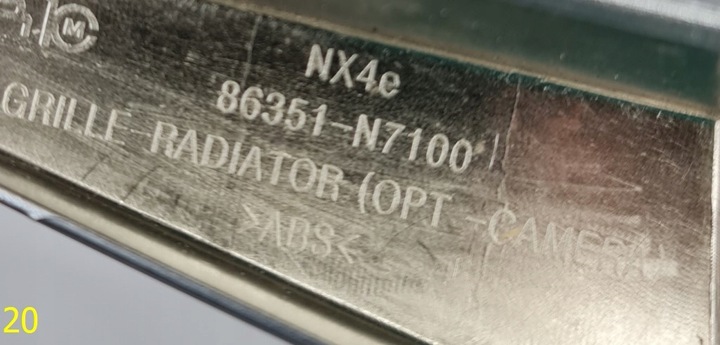 M
NX4e
86351-N7100
GRILLE RADIATOR (OPT -CAMERA)
>ABS<
20